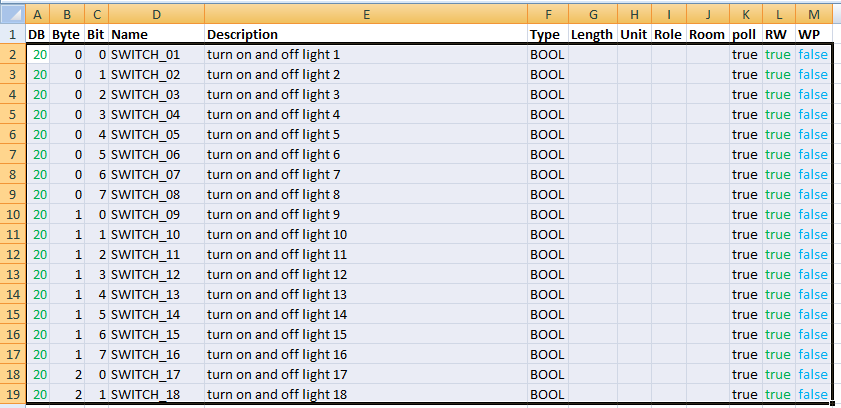 A B C D E F G H I J K L M
1 DB Byte Bit Name Description Type Length Unit Role Room poll RW WP
2 20 0 0 SWITCH_01 turn on and off light 1 BOOL true true false
3 20 0 1 SWITCH_02 turn on and off light 2 BOOL true true false
4 20 0 2 SWITCH_03 turn on and off light 3 BOOL true true false
5 20 0 3 SWITCH_04 turn on and off light 4 BOOL true true false
6 20 0 4 SWITCH_05 turn on and off light 5 BOOL true true false
7 20 0 5 SWITCH_06 turn on and off light 6 BOOL true true false
8 20 0 6 SWITCH_07 turn on and off light 7 BOOL true true false
9 20 0 7 SWITCH_08 turn on and off light 8 BOOL true true false
10 20 1 0 SWITCH_09 turn on and off light 9 BOOL true true false
11 20 1 1 SWITCH_10 turn on and off light 10 BOOL true true false
12 20 1 2 SWITCH_11 turn on and off light 11 BOOL true true false
13 20 1 3 SWITCH_12 turn on and off light 12 BOOL true true false
14 20 1 4 SWITCH_13 turn on and off light 13 BOOL true true false
15 20 1 5 SWITCH_14 turn on and off light 14 BOOL true true false
16 20 1 6 SWITCH_15 turn on and off light 15 BOOL true true false
17 20 1 7 SWITCH_16 turn on and off light 16 BOOL true true false
18 20 2 0 SWITCH_17 turn on and off light 17 BOOL true true false
19 20 2 1 SWITCH_18 turn on and off light 18 BOOL true true false